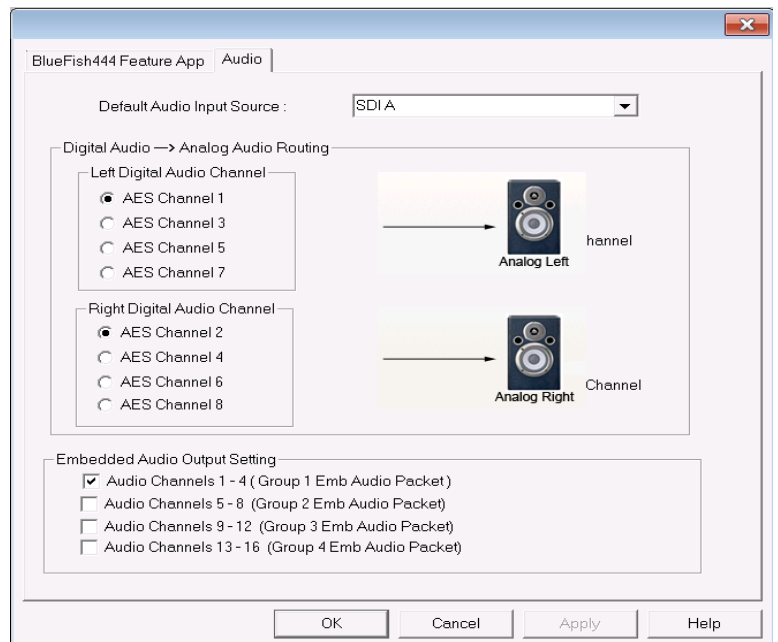 BlueFish444 Feature App
Audio
Default Audio Input Source :
SDI A
Digital Audio —> Analog Audio Routing
Left Digital Audio Channel
AES Channel 1
AES Channel 3
AES Channel 5
AES Channel 7
hannel
Analog Left
Right Digital Audio Channel
AES Channel 2
AES Channel 4
AES Channel 6
AES Channel 8
Channel
Analog Right
Embedded Audio Output Setting
Audio Channels 1 - 4 ( Group 1 Emb Audio Packet )
Audio Channels 5 - 8 (Group 2 Emb Audio Packet)
Audio Channels 9 - 12 (Group 3 Emb Audio Packet)
Audio Channels 13 - 16 (Group 4 Emb Audio Packet)
OK
Cancel
Apply
Help